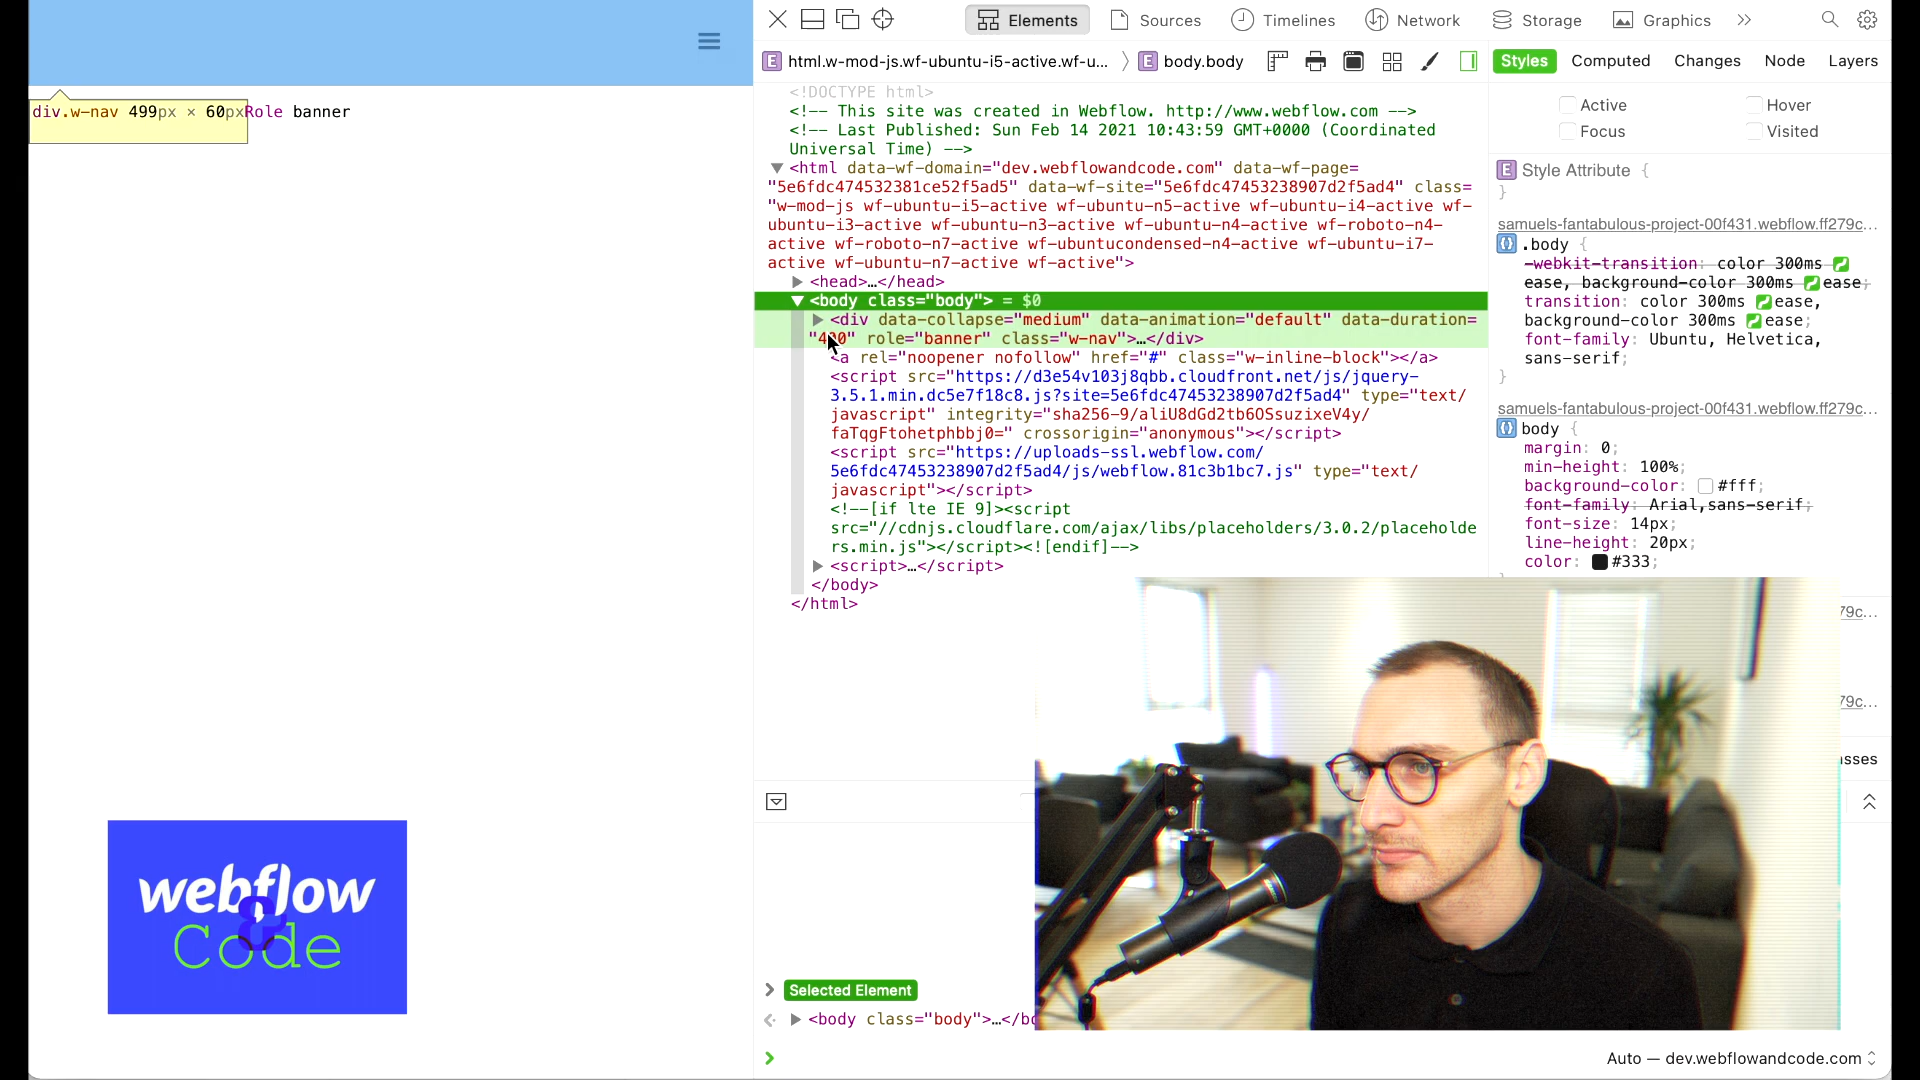 Elements
Sources
Timelines
Network
Storage
Graphics
html.w-mod-js.wf-ubuntu-i5-active.wf-u...
body.body
Styles
Computed
Changes
Node
Layers
div.w-nav 499px × 60pxRole banner
<!DOCTYPE html>
<!-- This site was created in Webflow. http://www.webflow.com -->
<!-- Last Published: Sun Feb 14 2021 10:43:59 GMT+0000 (Coordinated
Universal Time) -->
<html data-wf-domain="dev.webflowandcode.com" data-wf-page=
"5e6fdc474532381ce52f5ad5" data-wf-site="5e6fdc47453238907d2f5ad4" class=
"w-mod-js wf-ubuntu-i5-active wf-ubuntu-n5-active wf-ubuntu-i4-active wf-
ubuntu-i3-active wf-ubuntu-n3-active wf-ubuntu-n4-active wf-roboto-n4-
active wf-roboto-n7-active wf-ubuntucondensed-n4-active wf-ubuntu-i7-
active wf-ubuntu-n7-active wf-active">
<head>…</head>
<body class="body"> = $0
<div data-collapse="medium" data-animation="default" data-duration=
"400" role="banner" class="w-nav">…</div>
<a rel="noopener nofollow" href="#" class="w-inline-block"></a>
<script src="https://d3e54v103j8qbb.cloudfront.net/js/jquery-
3.5.1.min.dc5e7f18c8.js?site=5e6fdc47453238907d2f5ad4" type="text/
javascript" integrity="sha256-9/aliU8dGd2tb6OSsuzixeV4y/
faTqgFtohetphbbj0=" crossorigin="anonymous"></script>
<script src="https://uploads-ssl.webflow.com/
5e6fdc47453238907d2f5ad4/js/webflow.81c3b1bc7.js" type="text/
javascript"></script>
<!--[if lte IE 9]><script
src="//cdnjs.cloudflare.com/ajax/libs/placeholders/3.0.2/placeholde
rs.min.js"></script><![endif]-->
<script>…</script>
</body>
</html>
Active
Hover
Focus
Visited
Style Attribute {
}
samuels-fantabulous-project-00f431.webflow.ff279c...
.body {
-webkit-transition: color 300ms
ease, background-color 300ms ease;
transition: color 300ms ease,
background-color 300ms ease;
font-family: Ubuntu, Helvetica,
sans-serif;
}
samuels-fantabulous-project-00f431.webflow.ff279c...
body {
margin: 0;
min-height: 100%;
background-color: #fff;
font-family: Arial,sans-serif;
font-size: 14px;
line-height: 20px;
color: #333;
79c...
79c...
sses
webflow
&
Code
Selected Element
<body class="body">…</bo
Auto — dev.webflowandcode.com